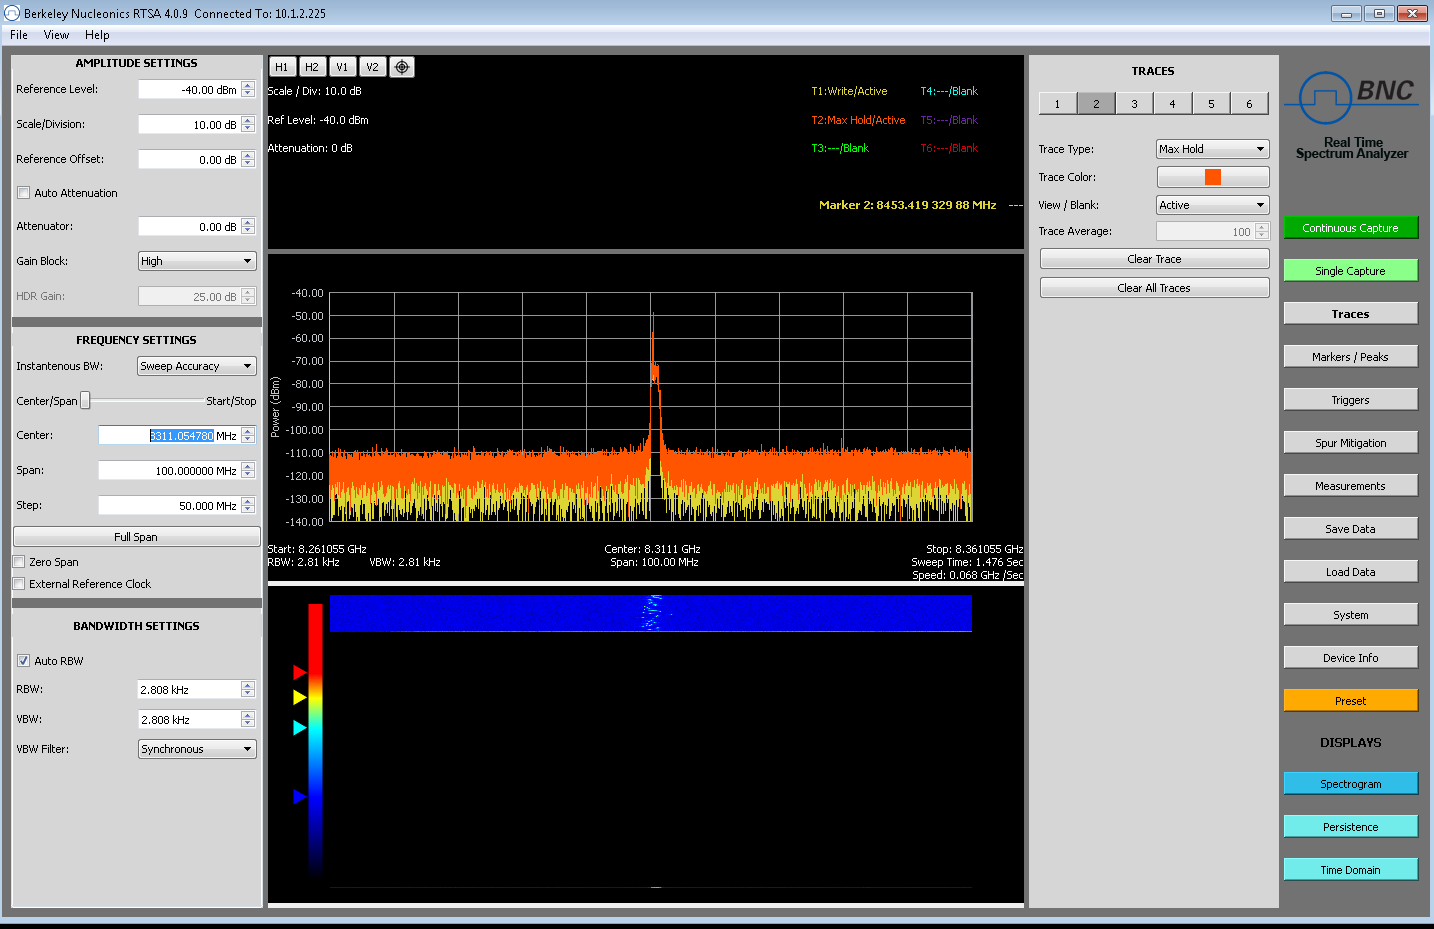 Berkeley Nucleonics RTSA 4.0.9  Connected To: 10.1.2.225
File View Help
AMPLITUDE SETTINGS
Reference Level: -40.00 dBm
Scale/Division: 10.00 dB
Reference Offset: 0.00 dB
Auto Attenuation
Attenuator: 0.00 dB
Gain Block: High
HDR Gain: 25.00 dB
FREQUENCY SETTINGS
Instantenous BW: Sweep Accuracy
Center/Span Start/Stop
Center: 8311.054780 MHz
Span: 100.000000 MHz
Step: 50.000 MHz
Full Span
Zero Span
External Reference Clock
BANDWIDTH SETTINGS
Auto RBW
RBW: 2.808 kHz
VBW: 2.808 kHz
VBW Filter: Synchronous
H1 H2 V1 V2
Scale / Div: 10.0 dB
Ref Level: -40.0 dBm
Attenuation: 0 dB
T1:Write/Active T4:---/Blank
T2:Max Hold/Active T5:---/Blank
T3:---/Blank T6:---/Blank
Marker 2: 8453.419 329 88 MHz ---
Power (dBm)
-40.00
-50.00
-60.00
-70.00
-80.00
-90.00
-100.00
-110.00
-120.00
-130.00
-140.00
Start: 8.261055 GHz Center: 8.3111 GHz Stop: 8.361055 GHz
RBW: 2.81 kHz VBW: 2.81 kHz Span: 100.00 MHz Sweep Time: 1.476 Sec
Speed: 0.068 GHz /Sec
TRACES
1 2 3 4 5 6
Trace Type: Max Hold
Trace Color:
View / Blank: Active
Trace Average: 100
Clear Trace
Clear All Traces
BNC
Real Time
Spectrum Analyzer
Continuous Capture
Single Capture
Traces
Markers / Peaks
Triggers
Spur Mitigation
Measurements
Save Data
Load Data
System
Device Info
Preset
DISPLAYS
Spectrogram
Persistence
Time Domain